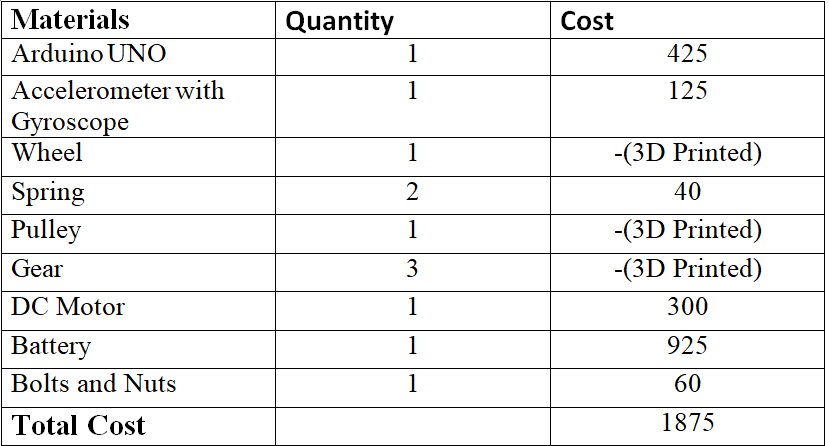 Materials Quantity Cost
Arduino UNO 1 425
Accelerometer with 1 125
Gyroscope
Wheel 1 -(3D Printed)
Spring 2 40
Pulley 1 -(3D Printed)
Gear 3 -(3D Printed)
DC Motor 1 300
Battery 1 925
Bolts and Nuts 1 60
Total Cost 1875